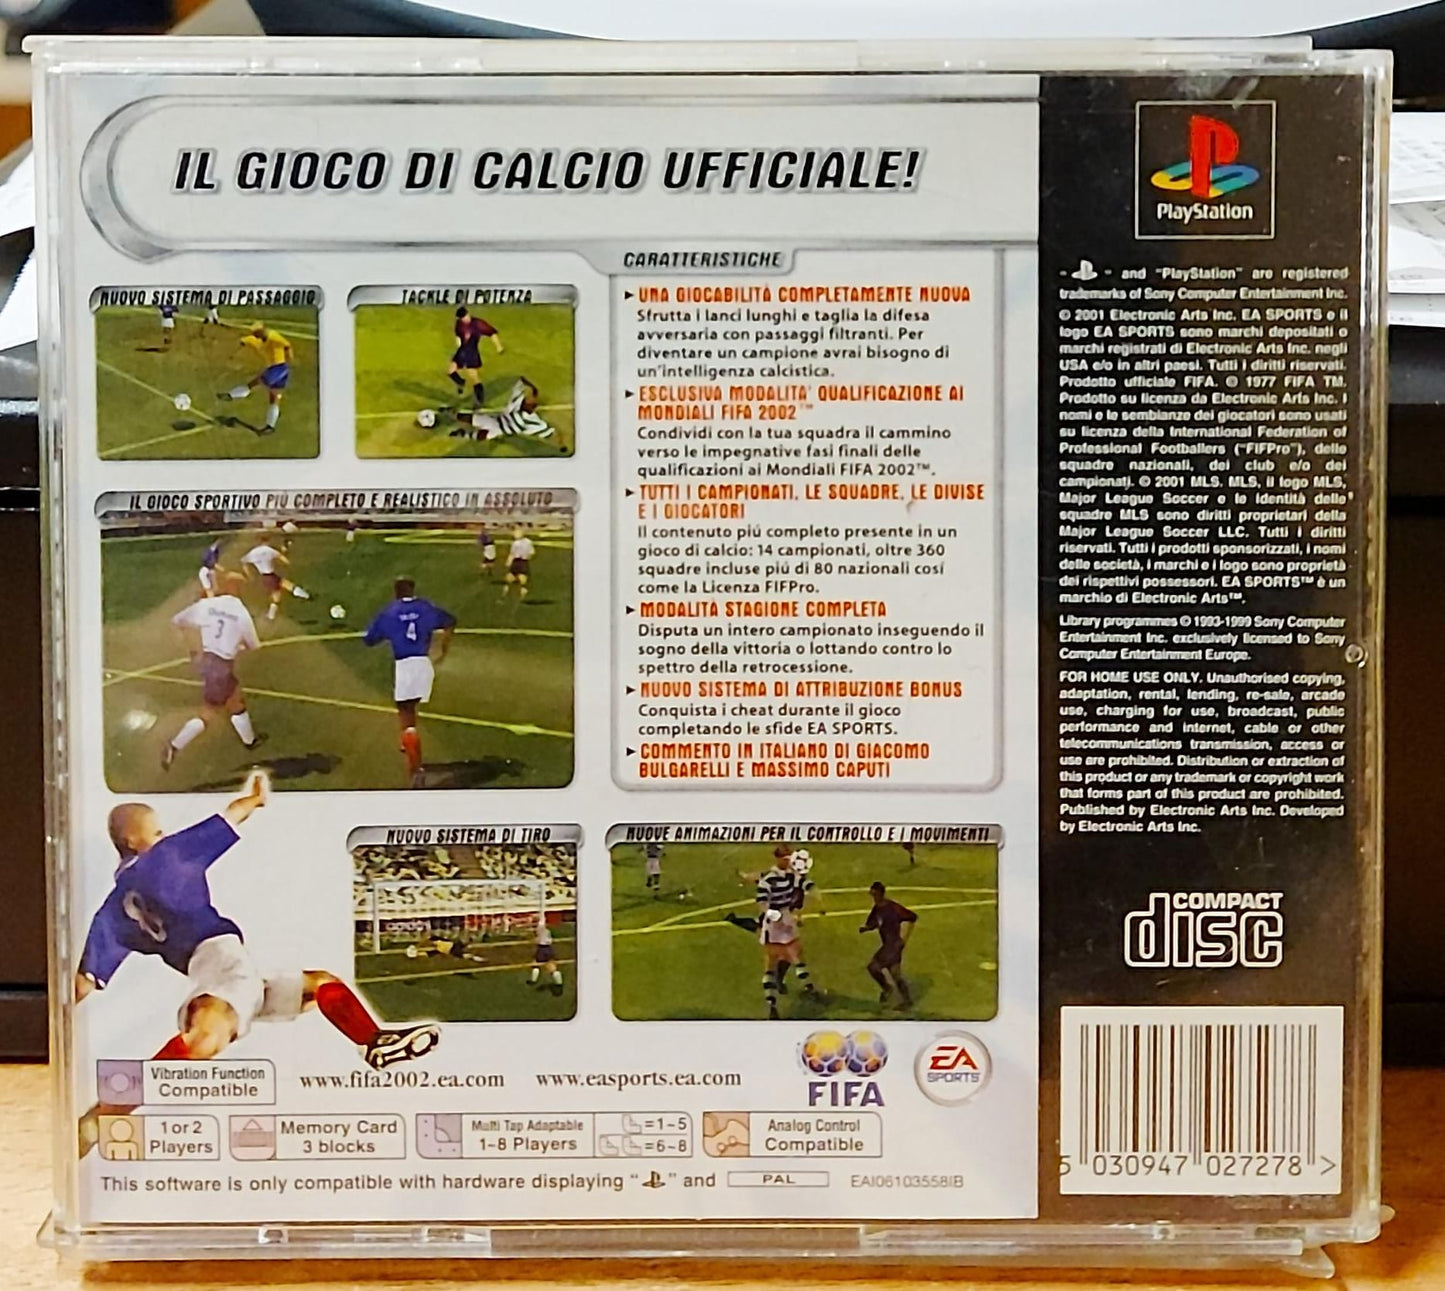 IL GIOCO DI CALCIO UFFICIALE!
NUOVO SISTEMA DI PASSAGGIO
TACKLE DI POTENZA
IL GIOCO SPORTIVO PIÙ COMPLETO E REALISTICO IN ASSOLUTO
3
4
CARATTERISTICHE
UNA GIOCABILITÀ COMPLETAMENTE NUOVA
Sfrutta i lanci lunghi e taglia la difesa
avversaria con passaggi filtranti. Per
diventare un campione avrai bisogno di
un'intelligenza calcistica.
ESCLUSIVA MODALITA' QUALIFICAZIONE AI
MONDIALI FIFA 2002™
Condividi con la tua squadra il cammino
verso le impegnative fasi finali delle
qualificazioni ai Mondiali FIFA 2002™.
TUTTI I CAMPIONATI, LE SQUADRE, LE DIVISE
E I GIOCATORI
Il contenuto piú completo presente in un
gioco di calcio: 14 campionati, oltre 360
squadre incluse piú di 80 nazionali cosí
come la Licenza FIFPro.
MODALITÀ STAGIONE COMPLETA
Disputa un intero campionato inseguendo il
sogno della vittoria o lottando contro lo
spettro della retrocessione.
NUOVO SISTEMA DI ATTRIBUZIONE BONUS
Conquista i cheat durante il gioco
completando le sfide EA SPORTS.
COMMENTO IN ITALIANO DI GIACOMO
BULGARELLI E MASSIMO CAPUTI
NUOVO SISTEMA DI TIRO
NUOVE ANIMAZIONI PER IL CONTROLLO E I MOVIMENTI
Vibration Function
Compatible
www.fifa2002.ea.com
www.easports.ea.com
FIFA
EA
SPORTS
1 or 2
Players
Memory Card
3 blocks
Multi Tap Adaptable
1~8 Players
=1~5
=6~8
Analog Control
Compatible
This software is only compatible with hardware displaying " " and PAL EAI06103558IB
PlayStation
" " and "PlayStation" are registered
trademarks of Sony Computer Entertainment Inc.
© 2001 Electronic Arts Inc. EA SPORTS e il
logo EA SPORTS sono marchi depositati o
marchi registrati di Electronic Arts Inc. negli
USA e/o in altri paesi. Tutti i diritti riservati.
Prodotto ufficiale FIFA. © 1977 FIFA TM.
Prodotto su licenza da Electronic Arts Inc. I
nomi e le sembianze dei giocatori sono usati
su licenza della International Federation of
Professional Footballers ("FIFPro"), delle
squadre nazionali, dei club e/o dei
campionati. © 2001 MLS. MLS, il logo MLS,
Major League Soccer e le identità delle
squadre MLS sono diritti proprietari della
Major League Soccer LLC. Tutti i diritti
riservati. Tutti i prodotti sponsorizzati, i nomi
delle società, i marchi e i logo sono proprietà
dei rispettivi possessori. EA SPORTS™ è un
marchio di Electronic Arts™.
Library programmes © 1993-1999 Sony Computer
Entertainment Inc. exclusively licensed to Sony
Computer Entertainment Europe.
FOR HOME USE ONLY. Unauthorised copying,
adaptation, rental, lending, re-sale, arcade
use, charging for use, broadcast, public
performance and internet, cable or other
telecommunications transmission, access or
use are prohibited. Distribution or extraction of
this product or any trademark or copyright work
that forms part of this product are prohibited.
Published by Electronic Arts Inc. Developed
by Electronic Arts Inc.
COMPACT
disc
5 030947 027278 >